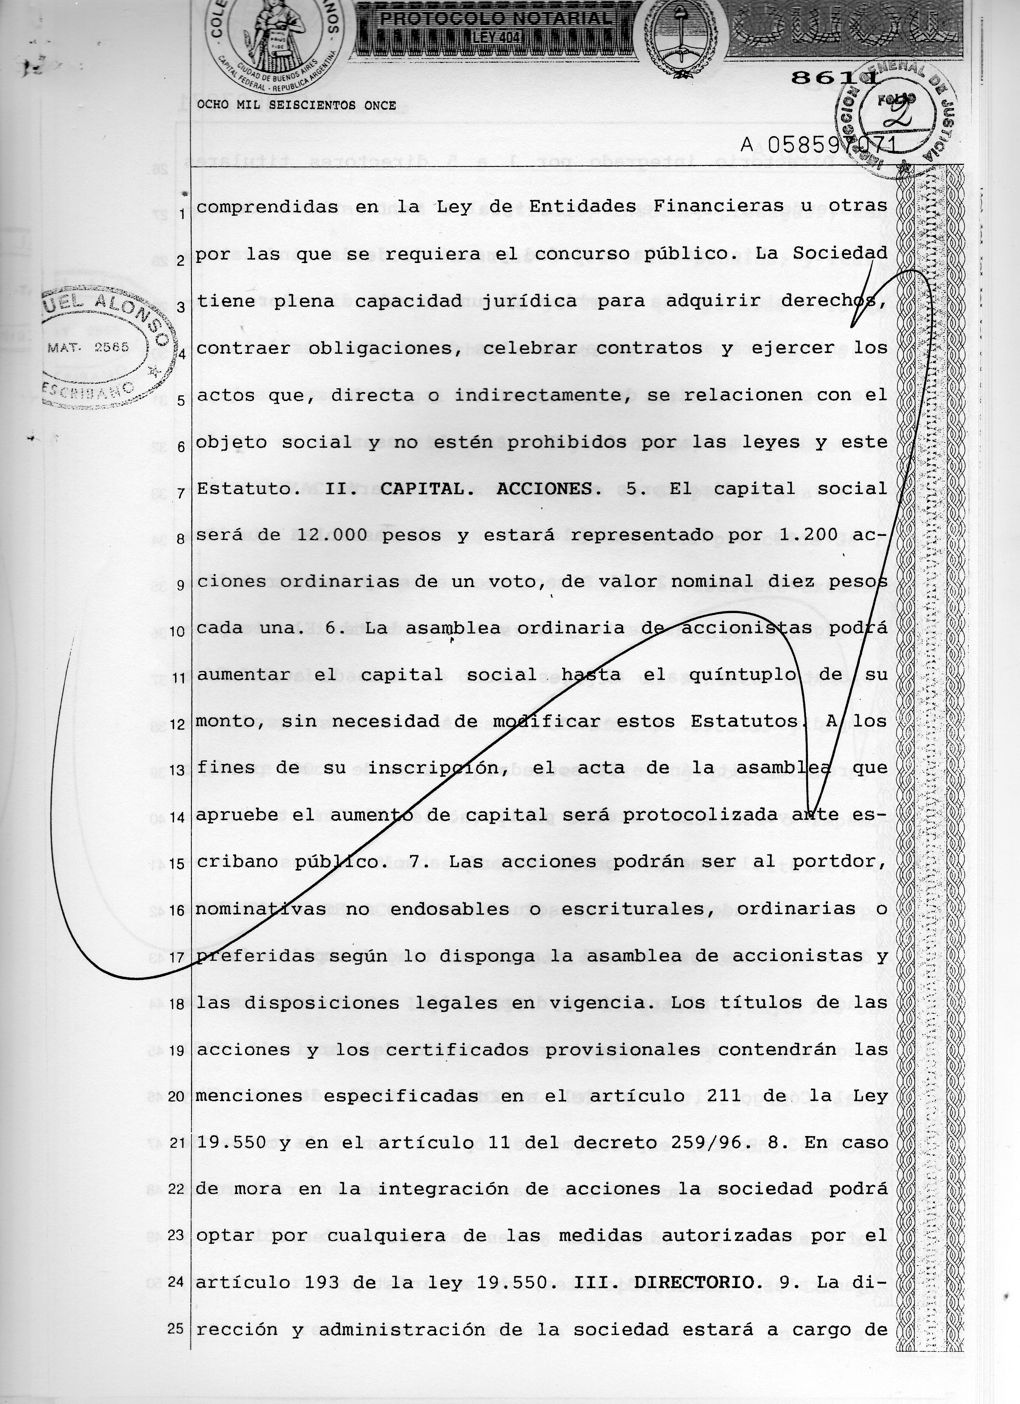 PROTOCOLO NOTARIAL
LEY 404
CIUDAD DE BUENOS AIRES
CAPITAL FEDERAL - REPUBLICA ARGENTINA
8611
OCHO MIL SEISCIENTOS ONCE
INSPECCION GENERAL DE JUSTICIA
FOLIO
2
A 058597071
1 comprendidas en la Ley de Entidades Financieras u otras
2 por las que se requiera el concurso público. La Sociedad
3 tiene plena capacidad jurídica para adquirir derechos,
4 contraer obligaciones, celebrar contratos y ejercer los
5 actos que, directa o indirectamente, se relacionen con el
6 objeto social y no estén prohibidos por las leyes y este
7 Estatuto. II. CAPITAL. ACCIONES. 5. El capital social
8 será de 12.000 pesos y estará representado por 1.200 ac-
9 ciones ordinarias de un voto, de valor nominal diez pesos
10 cada una. 6. La asamblea ordinaria de accionistas podrá
11 aumentar el capital social hasta el quíntuplo de su
12 monto, sin necesidad de modificar estos Estatutos. A los
13 fines de su inscripción, el acta de la asamblea que
14 apruebe el aumento de capital será protocolizada ante es-
15 cribano público. 7. Las acciones podrán ser al portdor,
16 nominativas no endosables o escriturales, ordinarias o
17 preferidas según lo disponga la asamblea de accionistas y
18 las disposiciones legales en vigencia. Los títulos de las
19 acciones y los certificados provisionales contendrán las
20 menciones especificadas en el artículo 211 de la Ley
21 19.550 y en el artículo 11 del decreto 259/96. 8. En caso
22 de mora en la integración de acciones la sociedad podrá
23 optar por cualquiera de las medidas autorizadas por el
24 artículo 193 de la ley 19.550. III. DIRECTORIO. 9. La di-
25 rección y administración de la sociedad estará a cargo de
ALONSO
MAT. 2565
ESCRIBANO